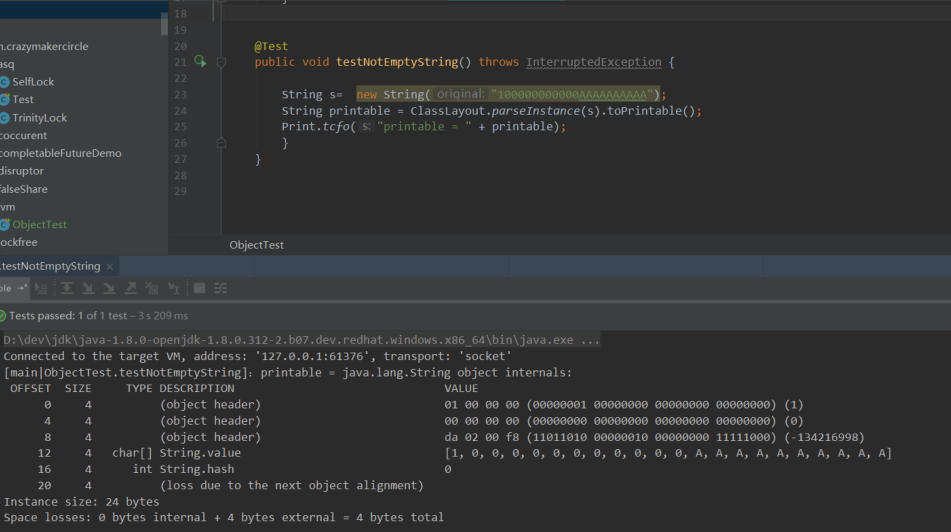 18
19
n.crazymakercircle
20 @Test
asq
21 public void testNotEmptyString() throws InterruptedException {
SelfLock
22
Test
23 String s= new String( original: "100000000000AAAAAAAAAA");
TrinityLock
24 String printable = ClassLayout.parseInstance(s).toPrintable();
coccurent
25 Print.tcfo( s: "printable = " + printable);
26 }
completableFutureDemo
27 }
disruptor
28
falseShare
29
vm
ObjectTest
ockfree
ObjectTest
.testNotEmptyString ×
ble
Tests passed: 1 of 1 test – 3 s 209 ms
D:\dev\jdk\java-1.8.0-openjdk-1.8.0.312-2.b07.dev.redhat.windows.x86_64\bin\java.exe ...
Connected to the target VM, address: '127.0.0.1:61376', transport: 'socket'
[main|ObjectTest.testNotEmptyString]: printable = java.lang.String object internals:
OFFSET SIZE TYPE DESCRIPTION VALUE
0 4 (object header) 01 00 00 00 (00000001 00000000 00000000 00000000) (1)
4 4 (object header) 00 00 00 00 (00000000 00000000 00000000 00000000) (0)
8 4 (object header) da 02 00 f8 (11011010 00000010 00000000 11111000) (-134216998)
12 4 char[] String.value [1, 0, 0, 0, 0, 0, 0, 0, 0, 0, 0, 0, A, A, A, A, A, A, A, A, A, A]
16 4 int String.hash 0
20 4 (loss due to the next object alignment)
Instance size: 24 bytes
Space losses: 0 bytes internal + 4 bytes external = 4 bytes total